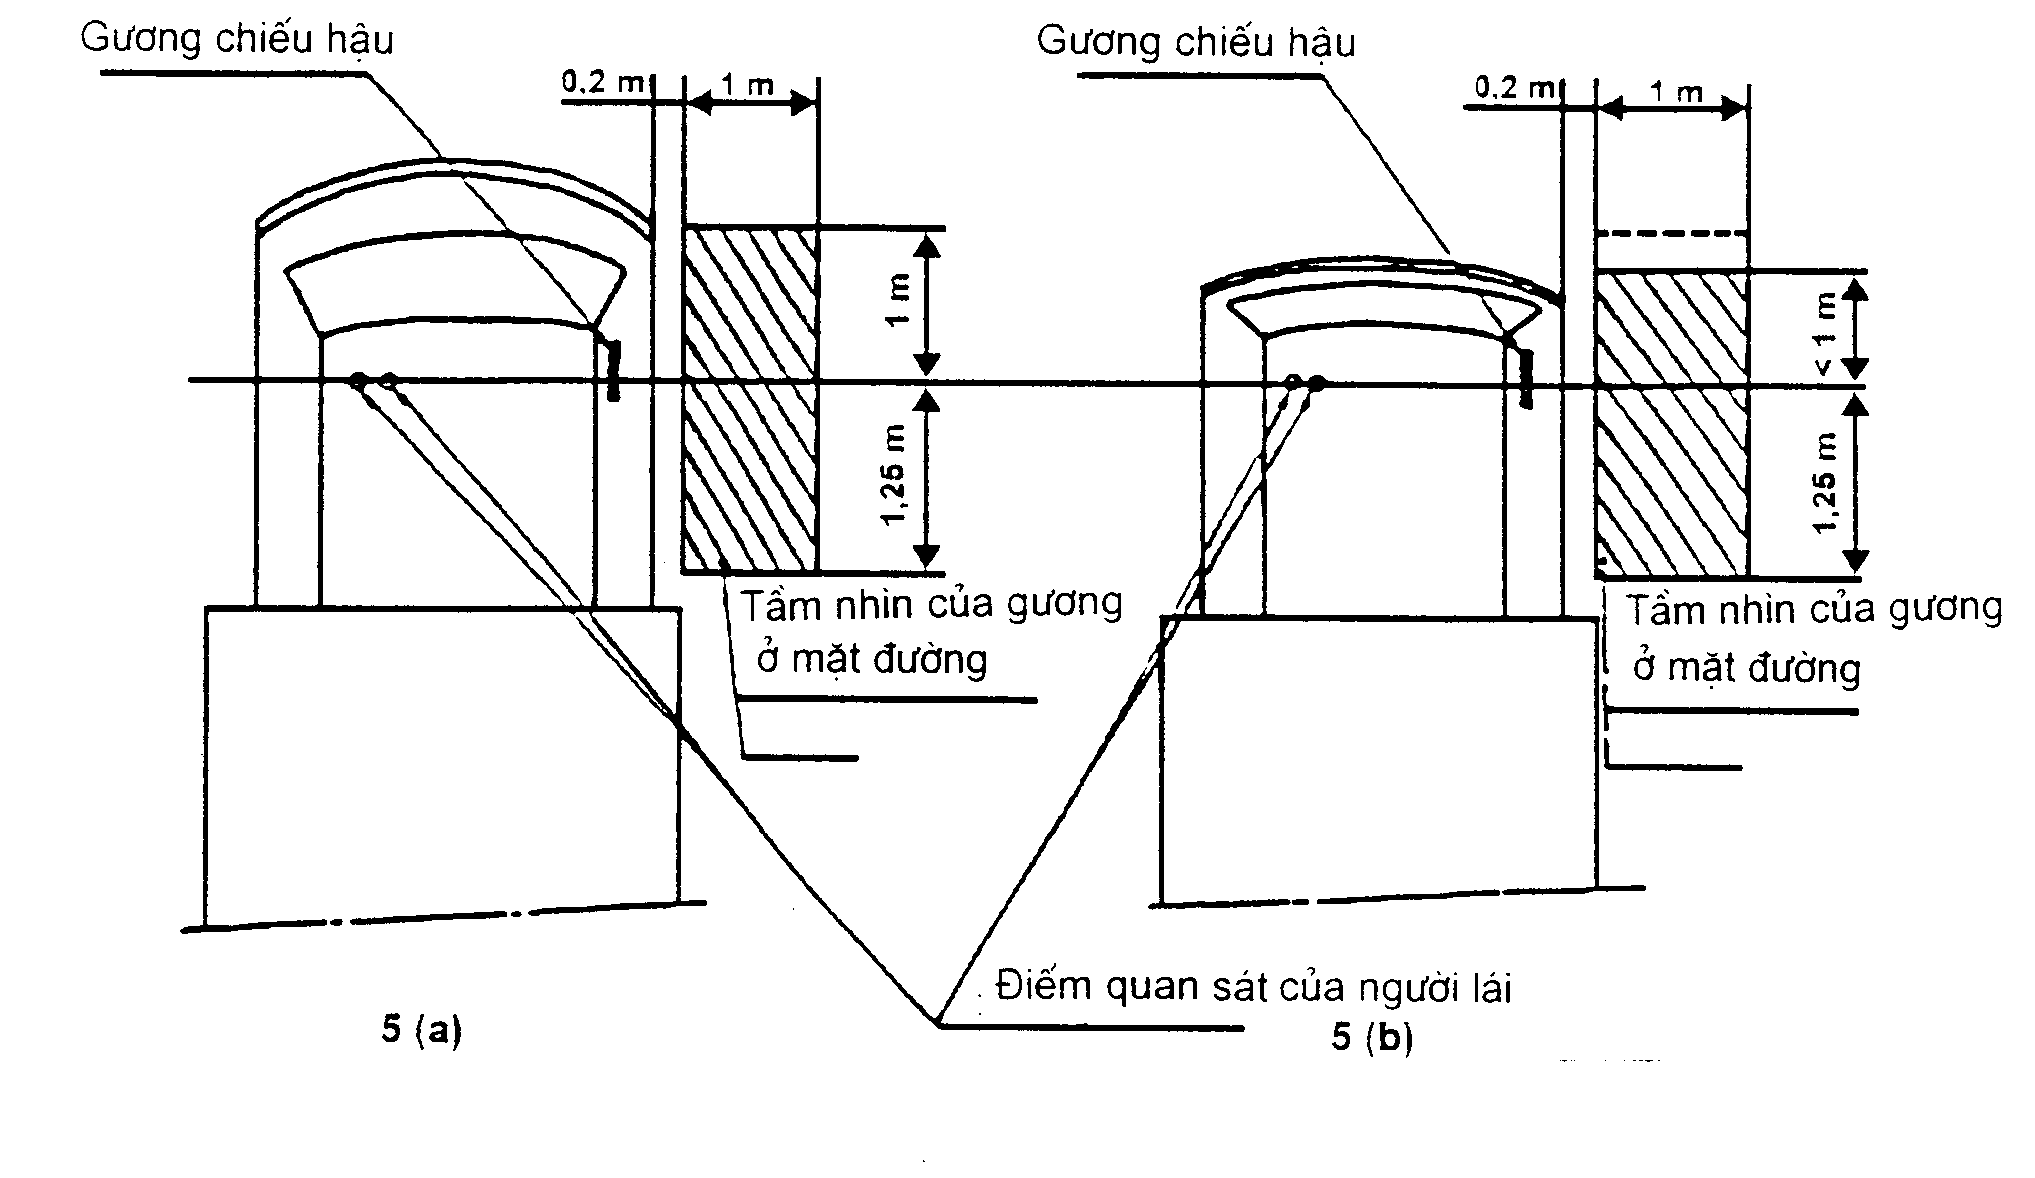 Gương chiếu hậu
0,2 m
1 m
1 m
1,25 m
Tầm nhìn của gương
ở mặt đường
5 (a)
Gương chiếu hậu
0,2 m
1 m
< 1 m
1,25 m
Tầm nhìn của gương
ở mặt đường
Điểm quan sát của người lái
5 (b)